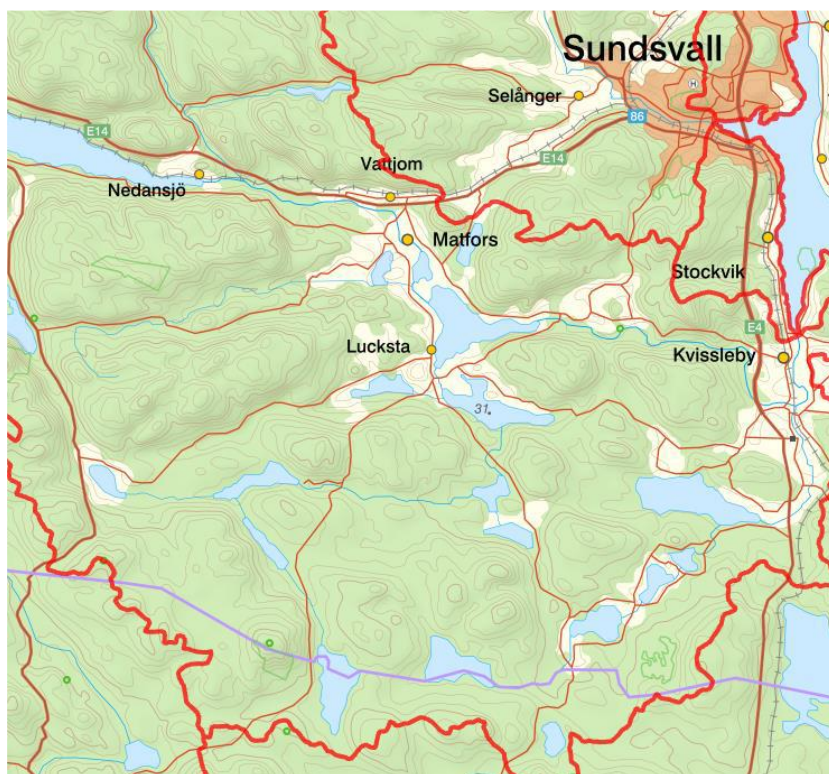 Sundsvall
Selånger
H
86
E14
E14
Vattjom
Nedansjö
Matfors
Stockvik
E4
Lucksta
Kvissleby
31